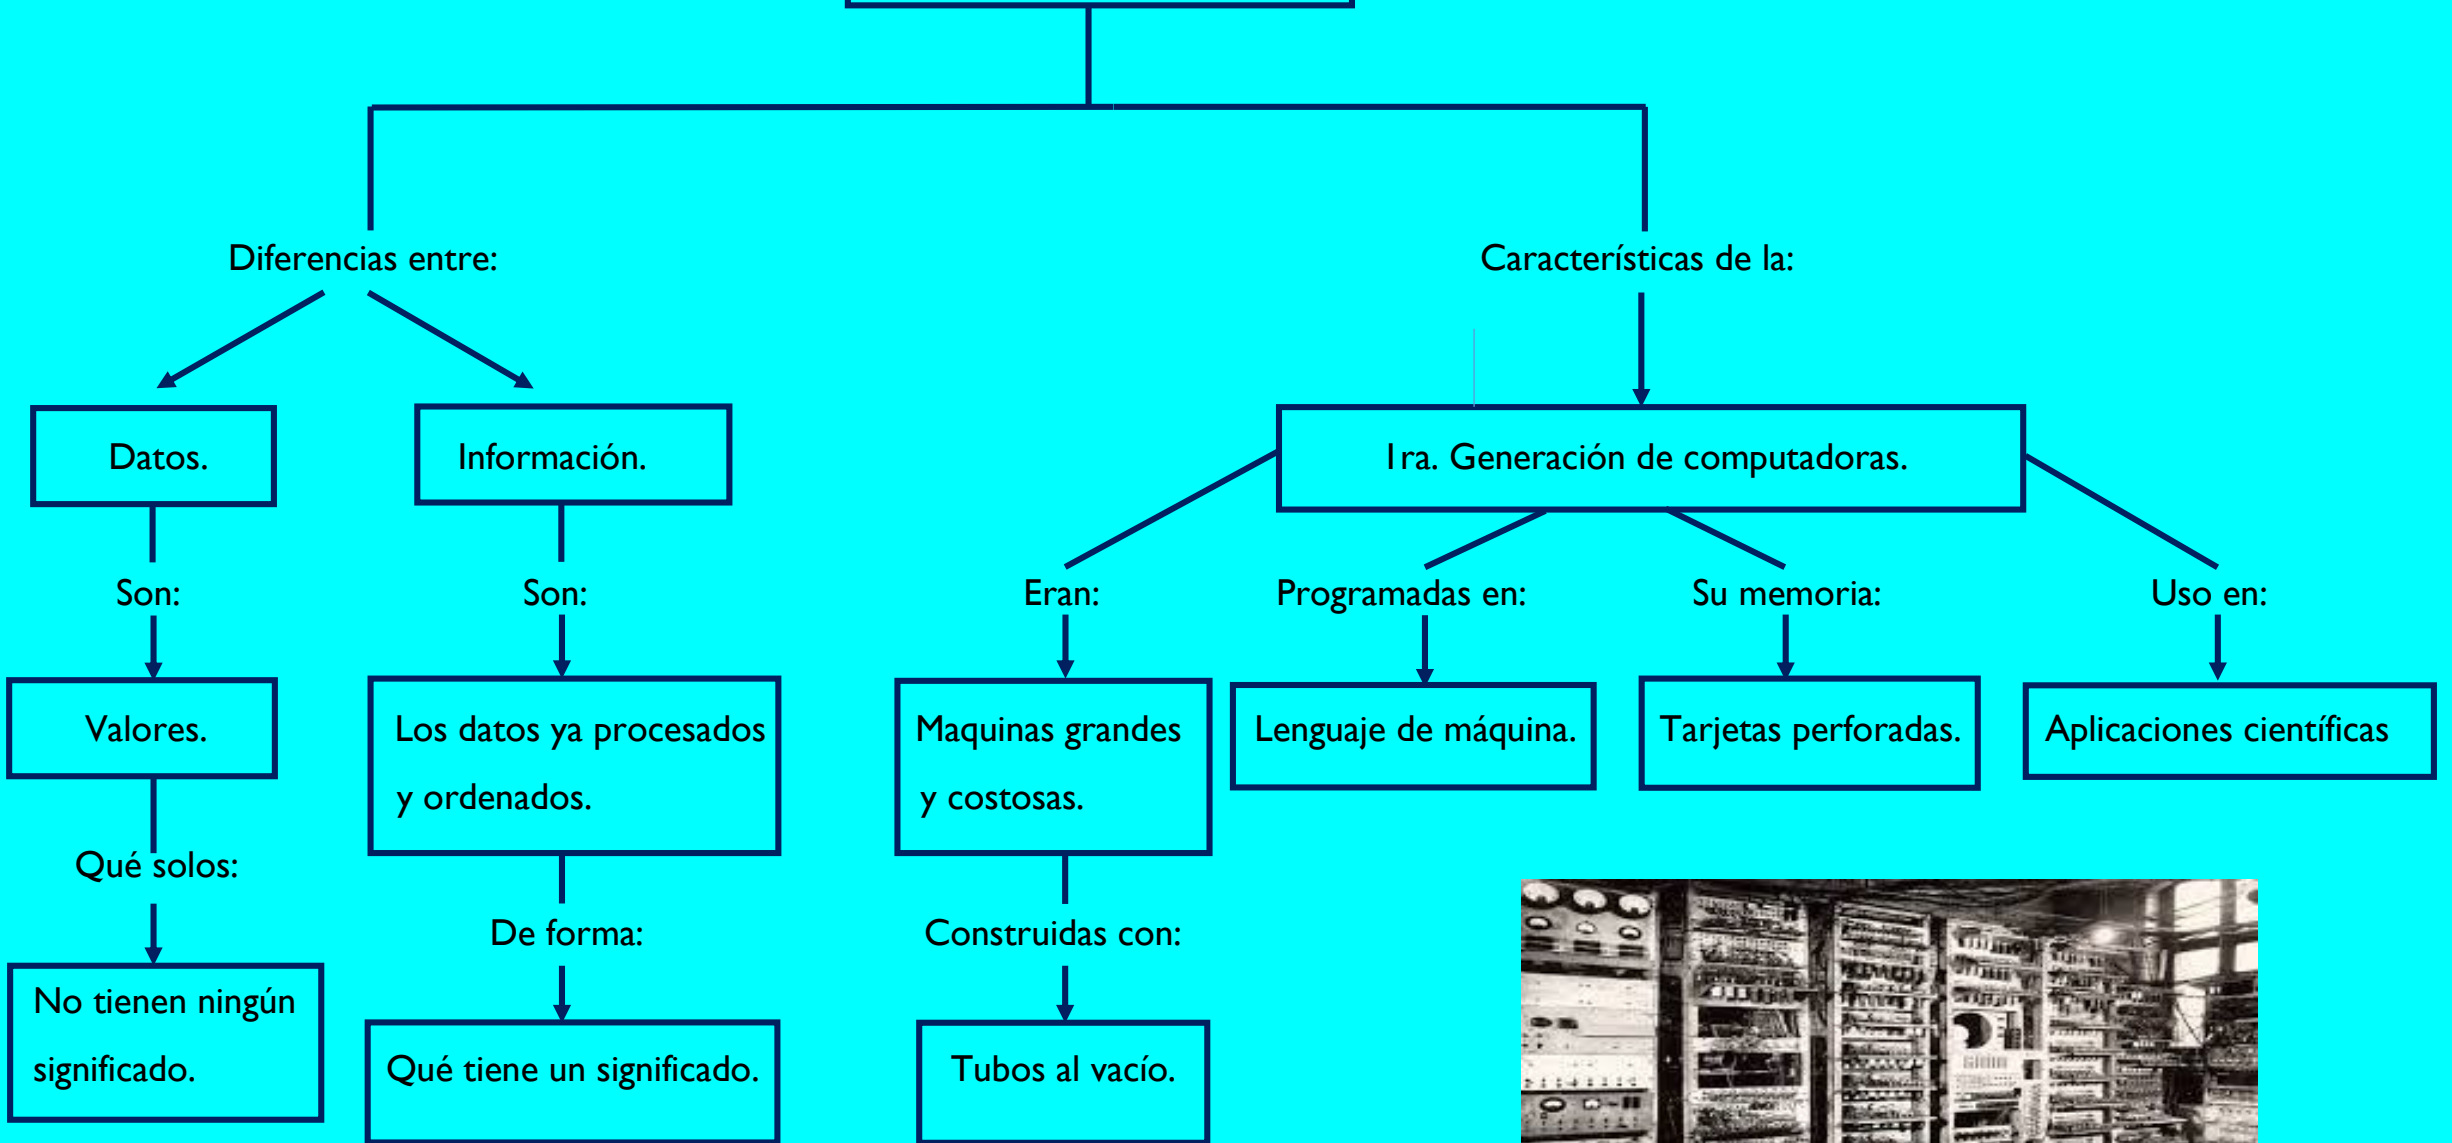 Diferencias entre:
Características de la:
Datos.
Información.
1ra. Generación de computadoras.
Son:
Son:
Eran:
Programadas en:
Su memoria:
Uso en:
Valores.
Los datos ya procesados
y ordenados.
Maquinas grandes
y costosas.
Lenguaje de máquina.
Tarjetas perforadas.
Aplicaciones científicas
Qué solos:
De forma:
Construidas con:
No tienen ningún
significado.
Qué tiene un significado.
Tubos al vacío.